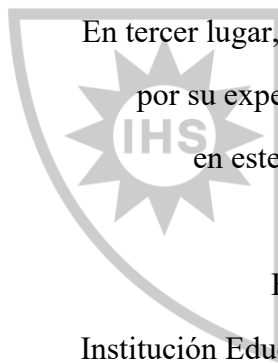 En tercer lugar,
por su expe
IHS
en este
Institución Edu